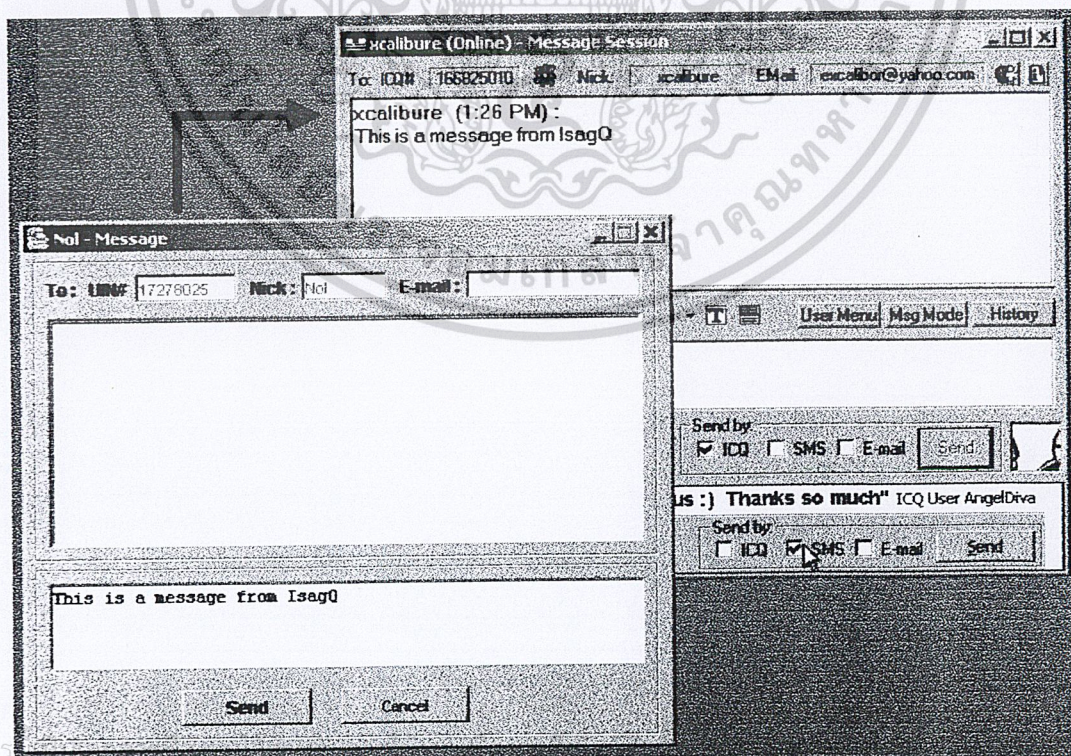 xcalibure (Online) - Message Session
To: ICQ# 166825010 Nick: xcalibure EMail: excalibor@yahoo.com
xcalibure (1:26 PM) :
This is a message from IsagQ
User Menu Msg Mode History
Send by
ICQ SMS E-mail Send
us :) Thanks so much" ICQ User AngelDiva
Send by
ICQ SMS E-mail Send
Nol - Message
To: UIN# 17278025 Nick: Nol E-mail:
This is a message from IsagQ
Send Cancel